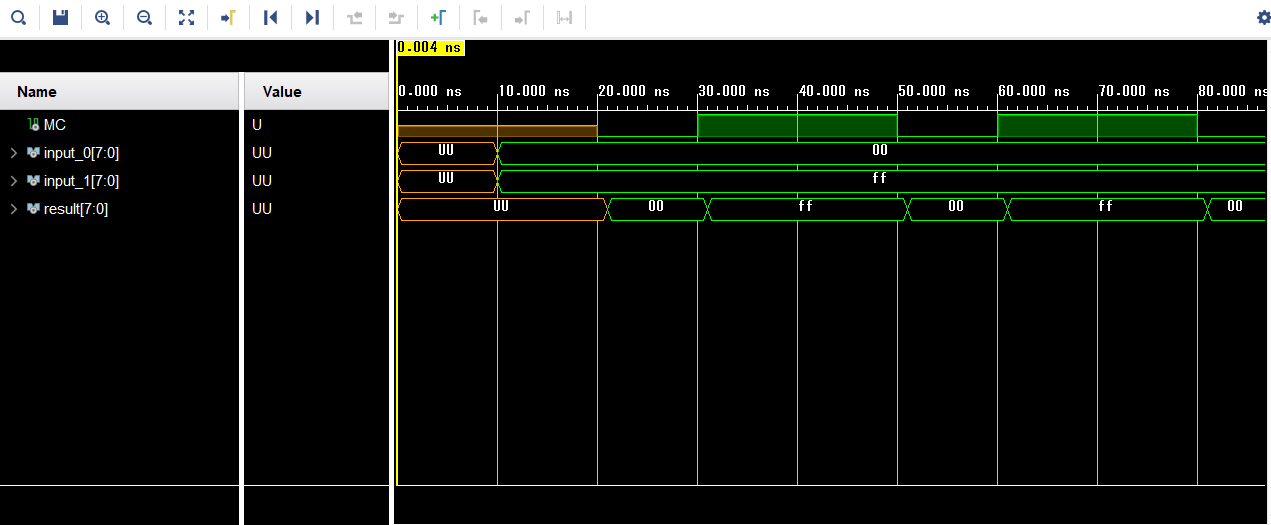 0.004 ns
Name Value 0.000 ns 10.000 ns 20.000 ns 30.000 ns 40.000 ns 50.000 ns 60.000 ns 70.000 ns 80.000 ns
MC U
input_0[7:0] UU UU 00
input_1[7:0] UU UU ff
result[7:0] UU UU 00 ff 00 ff 00